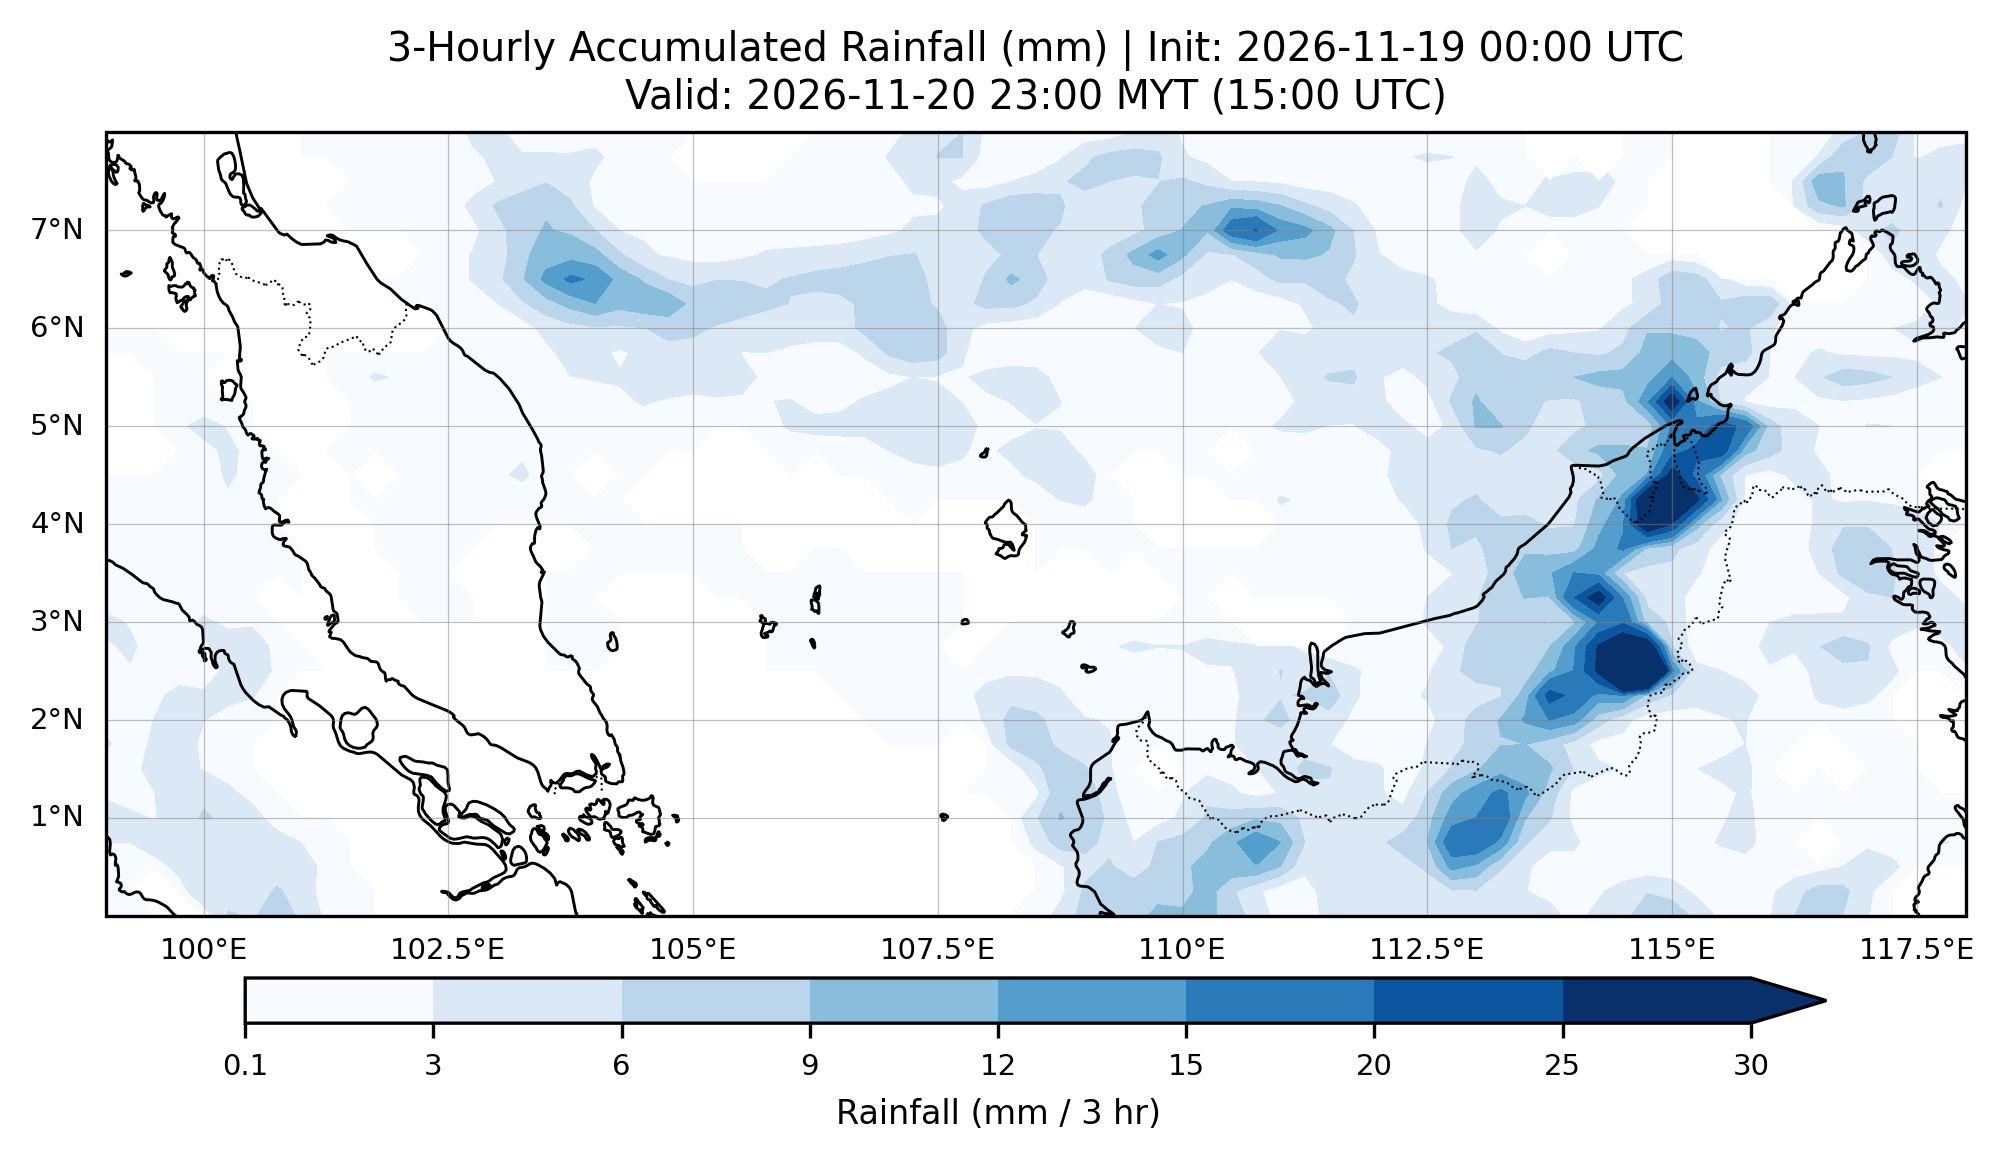 3-Hourly Accumulated Rainfall (mm) | Init: 2026-11-19 00:00 UTC
Valid: 2026-11-20 23:00 MYT (15:00 UTC)
7°N
6°N
5°N
4°N
3°N
2°N
1°N
100°E 102.5°E 105°E 107.5°E 110°E 112.5°E 115°E 117.5°E
0.1 3 6 9 12 15 20 25 30
Rainfall (mm / 3 hr)